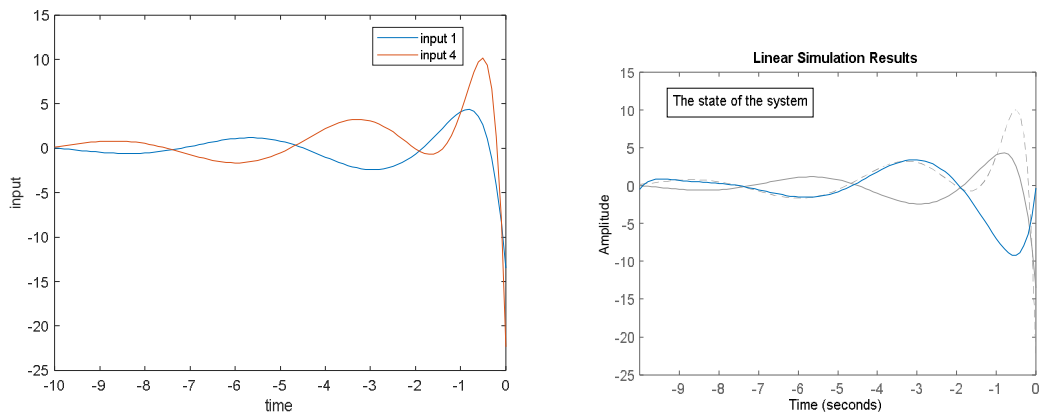 15
10
5
0
-5
-10
-15
-20
-25
input
-10 -9 -8 -7 -6 -5 -4 -3 -2 -1 0
time
input 1
input 4
Linear Simulation Results
The state of the system
15
10
5
0
-5
-10
-15
-20
-25
Amplitude
-9 -8 -7 -6 -5 -4 -3 -2 -1 0
Time (seconds)